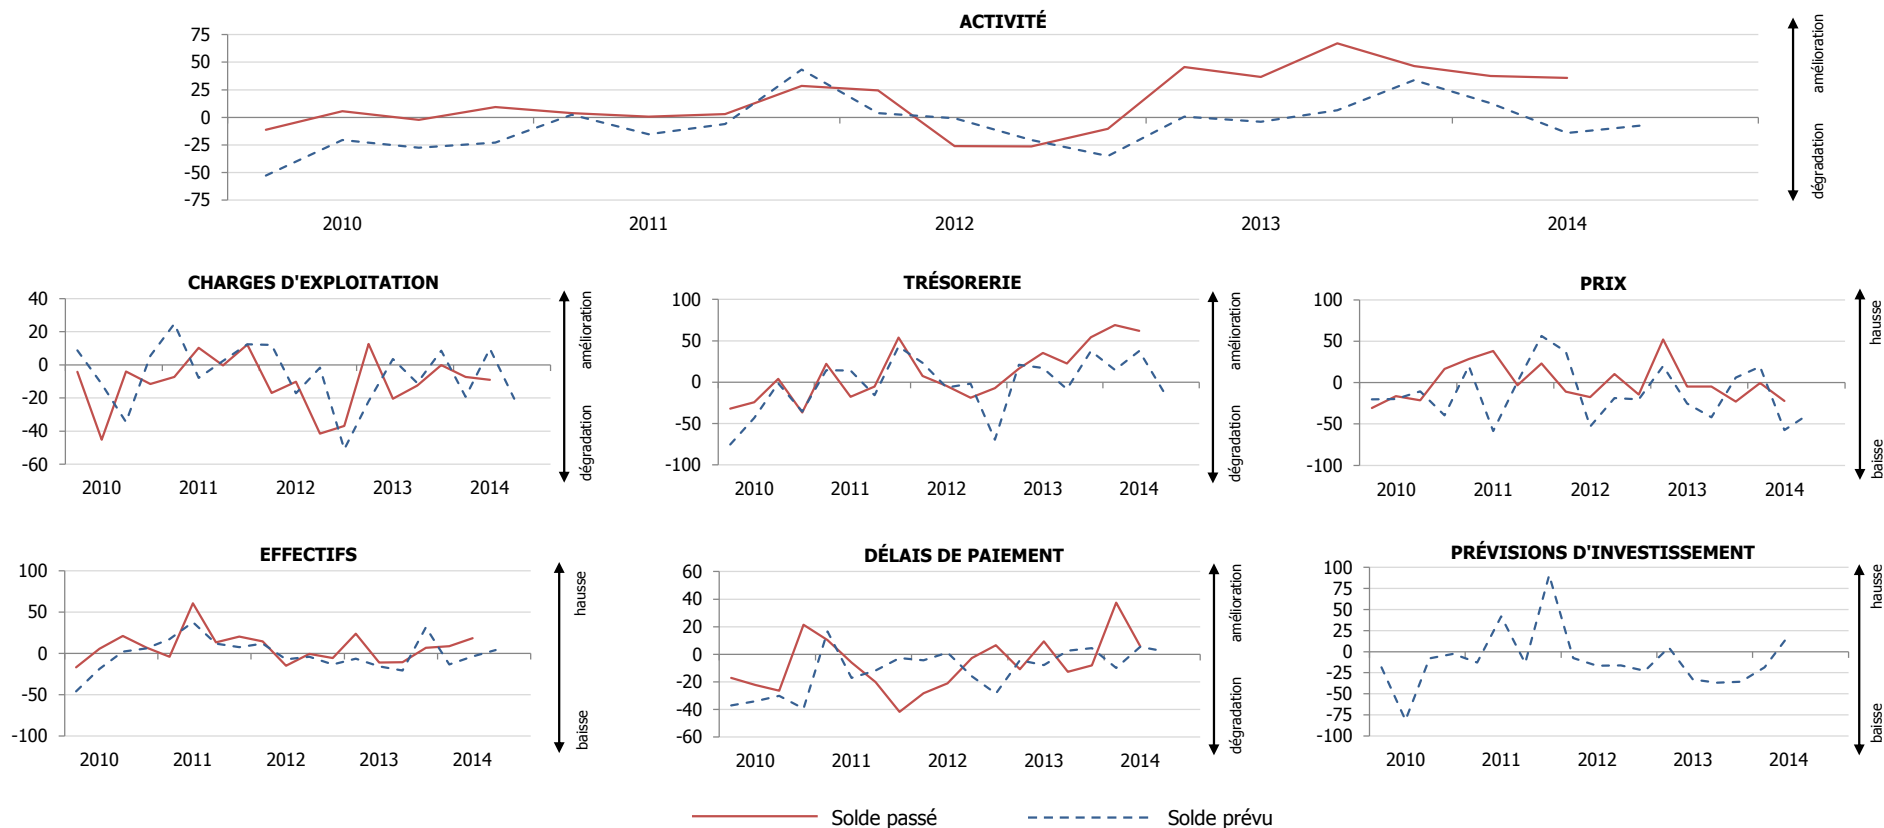 ACTIVITÉ
75
50
25
0
-25
-50
-75
2010 2011 2012 2013 2014
amélioration
dégradation
CHARGES D'EXPLOITATION
40
20
0
-20
-40
-60
2010 2011 2012 2013 2014
amélioration
dégradation
TRÉSORERIE
100
50
0
-50
-100
2010 2011 2012 2013 2014
amélioration
dégradation
PRIX
100
50
0
-50
-100
2010 2011 2012 2013 2014
hausse
baisse
EFFECTIFS
100
50
0
-50
-100
2010 2011 2012 2013 2014
hausse
baisse
DÉLAIS DE PAIEMENT
60
40
20
0
-20
-40
-60
2010 2011 2012 2013 2014
amélioration
dégradation
PRÉVISIONS D'INVESTISSEMENT
100
75
50
25
0
-25
-50
-75
-100
2010 2011 2012 2013 2014
hausse
baisse
Solde passé Solde prévu